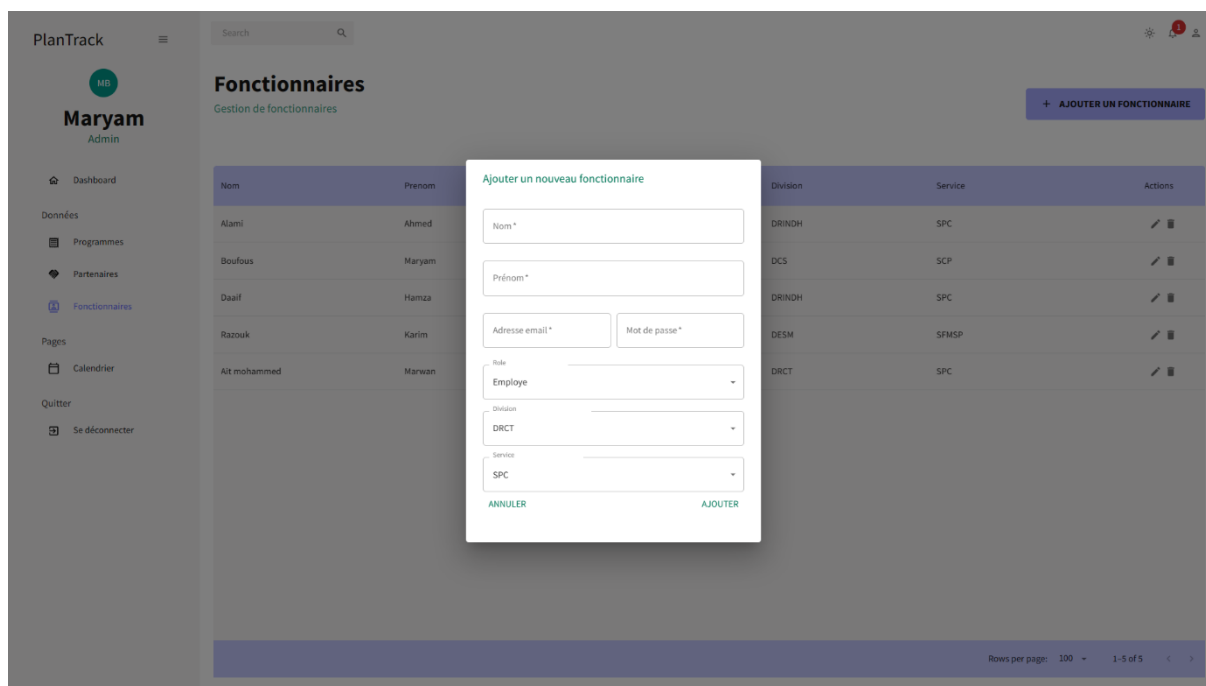 PlanTrack
Search
1
MB
Maryam
Admin
Fonctionnaires
Gestion de fonctionnaires
+ AJOUTER UN FONCTIONNAIRE
Dashboard
Données
Programmes
Partenaires
Fonctionnaires
Pages
Calendrier
Quitter
Se déconnecter
Nom Prenom Division Service Actions
Alami Ahmed DRINDH SPC
Boufous Maryam DCS SCP
Daaif Hamza DRINDH SPC
Razouk Karim DESM SFMSP
Ait mohammed Marwan DRCT SPC
Ajouter un nouveau fonctionnaire
Nom *
Prénom *
Adresse email * Mot de passe *
Role
Employe
Division
DRCT
Service
SPC
ANNULER AJOUTER
Rows per page: 100 1–5 of 5